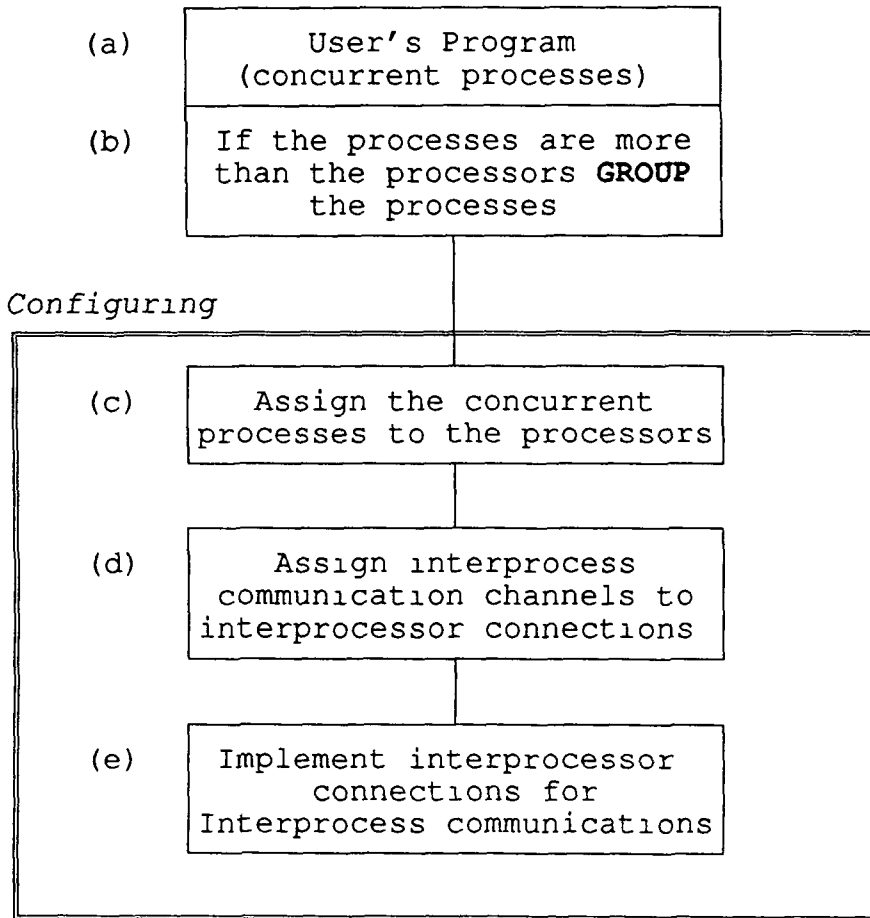 (a) User's Program
(concurrent processes)
(b) If the processes are more
than the processors GROUP
the processes
Configuring
(c) Assign the concurrent
processes to the processors
(d) Assign interprocess
communication channels to
interprocessor connections
(e) Implement interprocessor
connections for
Interprocess communications